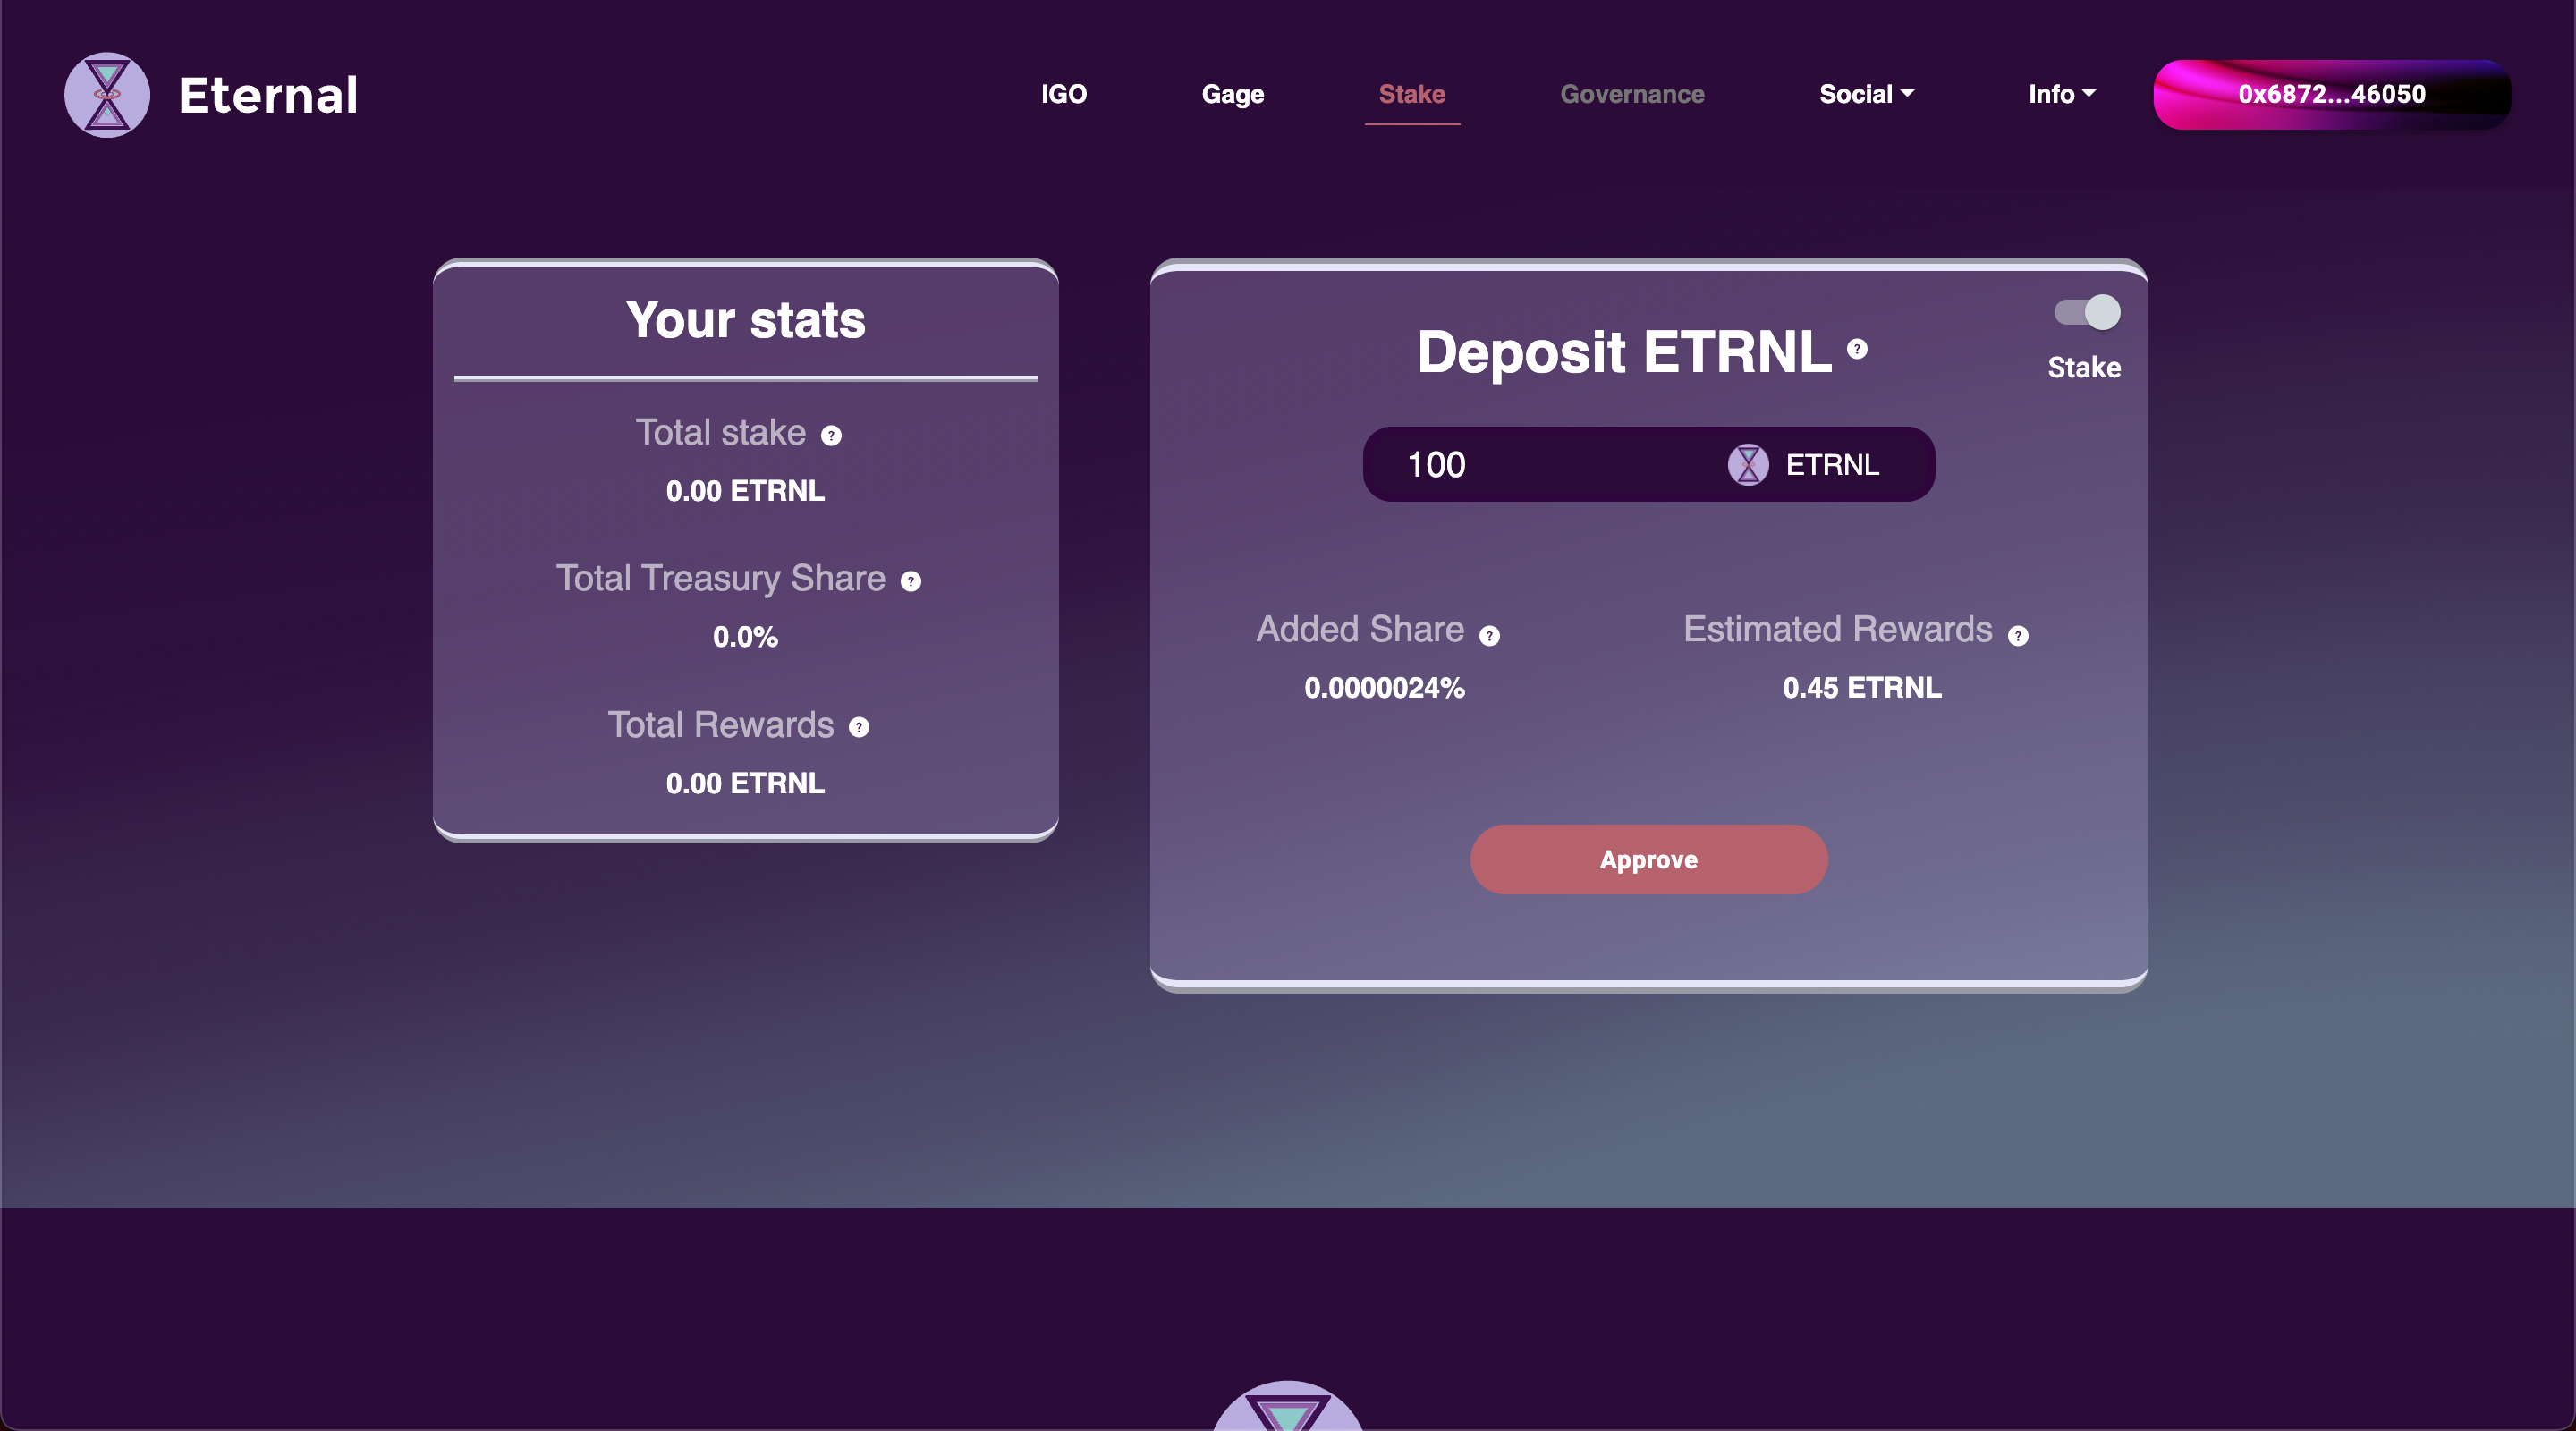 Eternal
IGO
Gage
Stake
Governance
Social
Info
0x6872...46050
Your stats
Total stake ?
0.00 ETRNL
Total Treasury Share ?
0.0%
Total Rewards ?
0.00 ETRNL
Stake
Deposit ETRNL ?
100
ETRNL
Added Share ?
0.0000024%
Estimated Rewards ?
0.45 ETRNL
Approve